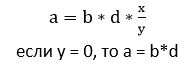 a = b * d * x/y
если y = 0, то a = b*d